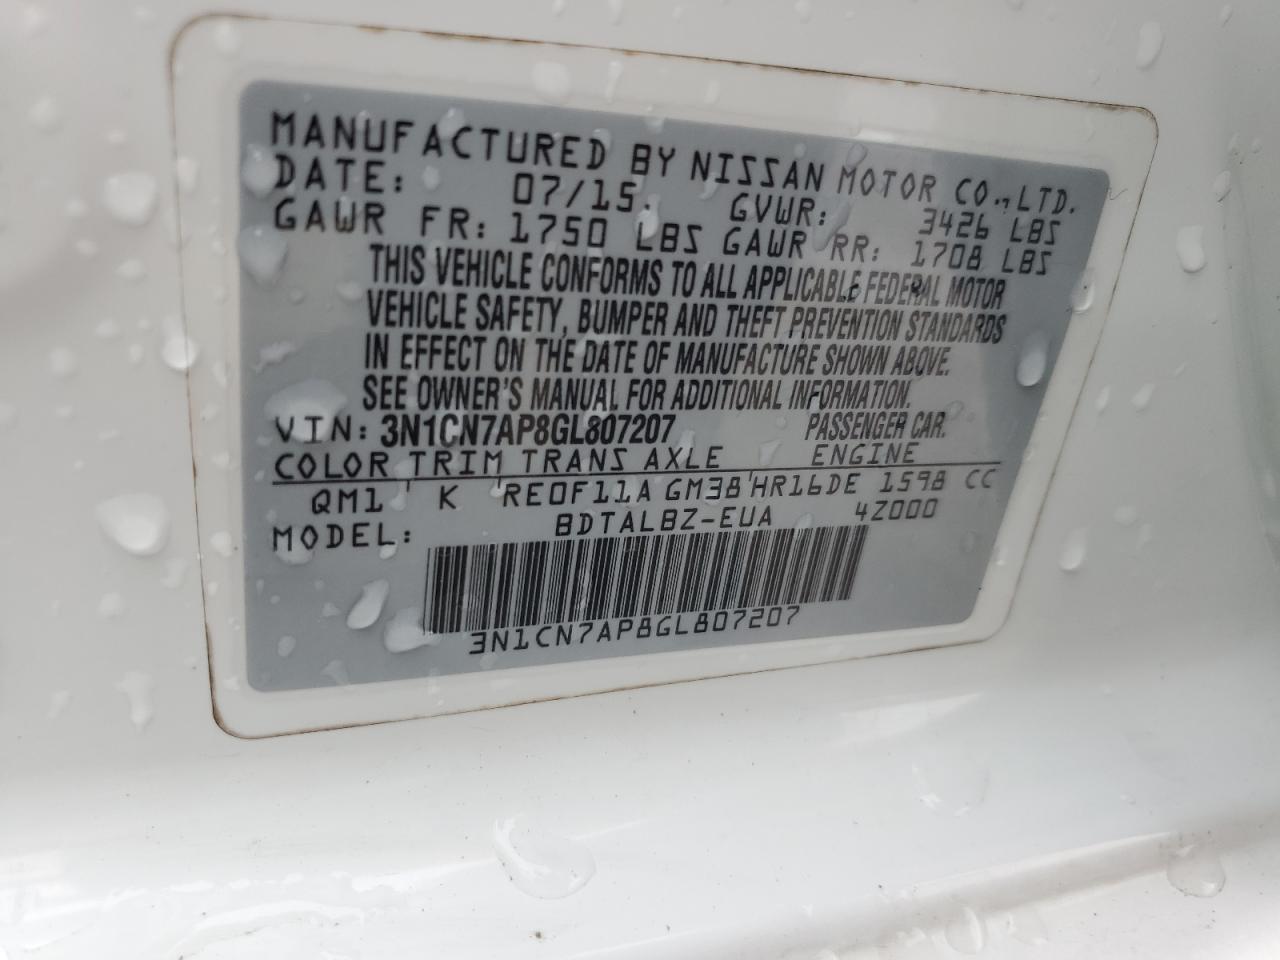 MANUFACTURED BY NISSAN MOTOR CO., LTD.
DATE: 07/15. GVWR: 3426 LBS
GAWR FR: 1750 LBS GAWR RR: 1708 LBS
THIS VEHICLE CONFORMS TO ALL APPLICABLE FEDERAL MOTOR
VEHICLE SAFETY, BUMPER AND THEFT PREVENTION STANDARDS
IN EFFECT ON THE DATE OF MANUFACTURE SHOWN ABOVE.
SEE OWNER'S MANUAL FOR ADDITIONAL INFORMATION.
VIN: 3N1CN7AP8GL807207 PASSENGER CAR.
COLOR TRIM TRANS AXLE ENGINE
QM1 K RE0F11A GM38 HR16DE 1598 CC
MODEL: BDTALBZ-EUA 4Z000
3N1CN7AP8GL807207